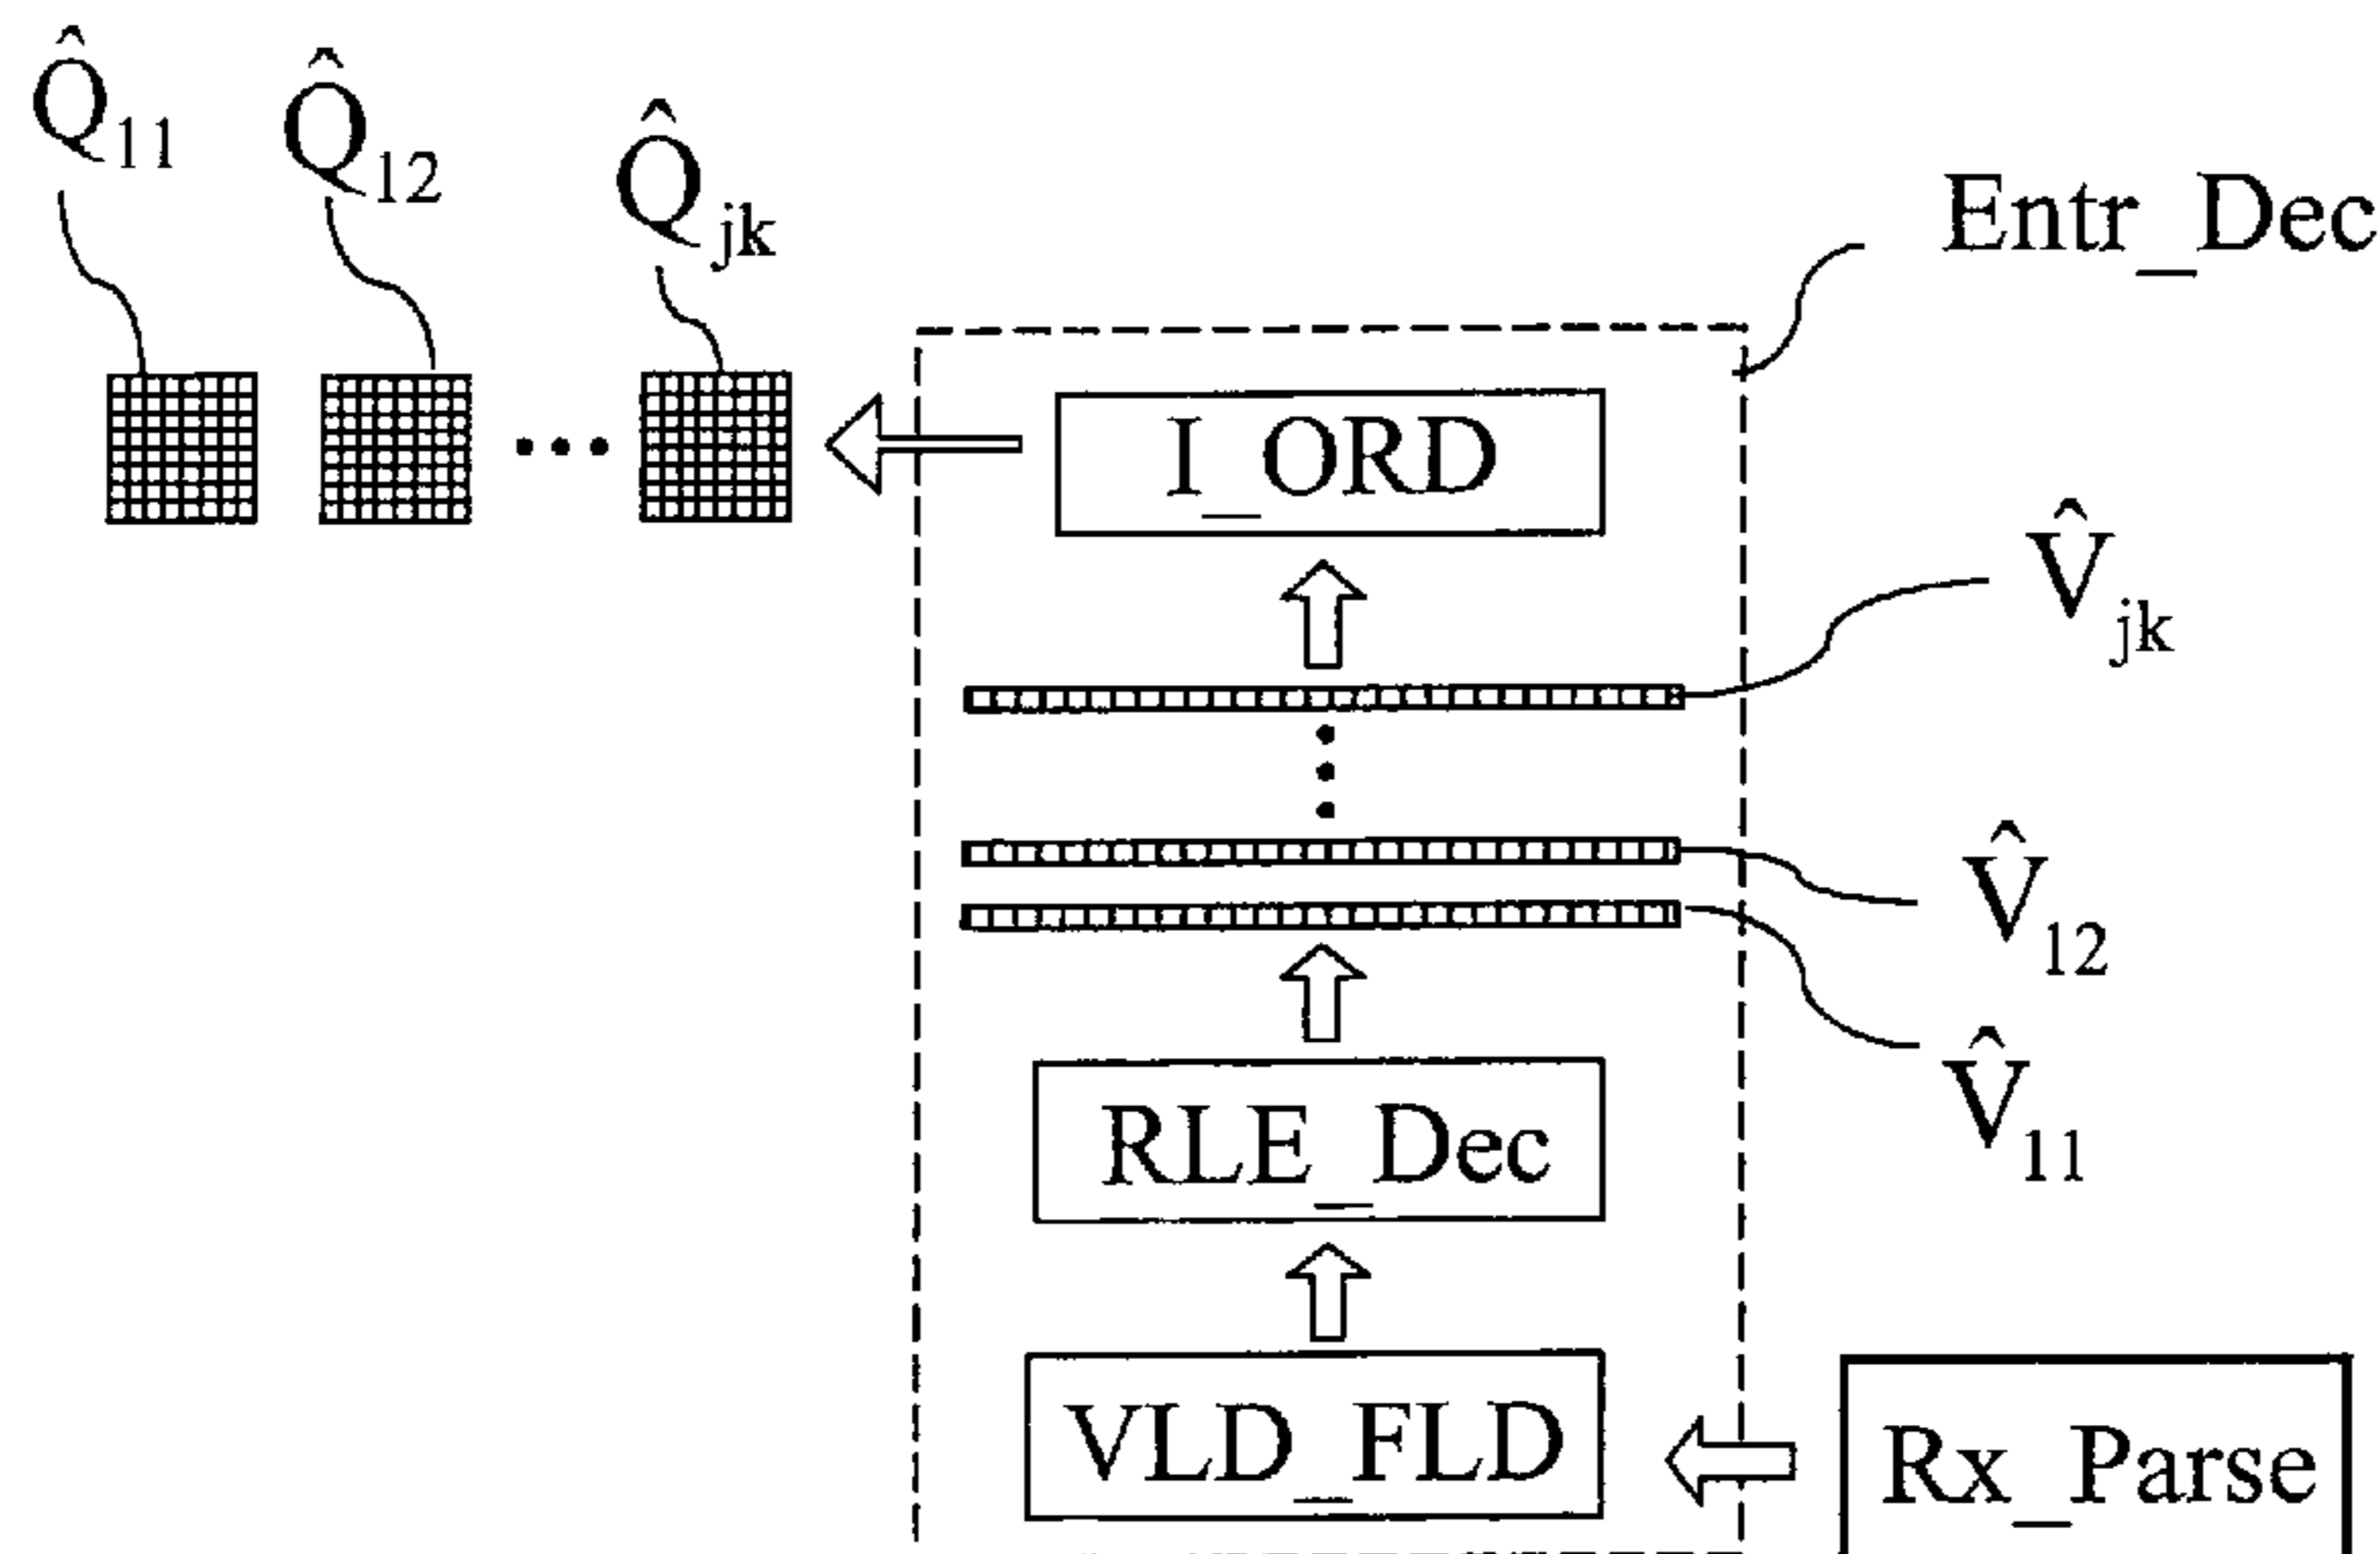 Q̂11
Q̂12
Q̂jk
Entr_Dec
I_ORD
V̂jk
V̂12
V̂11
RLE_Dec
VLD_FLD
Rx_Parse